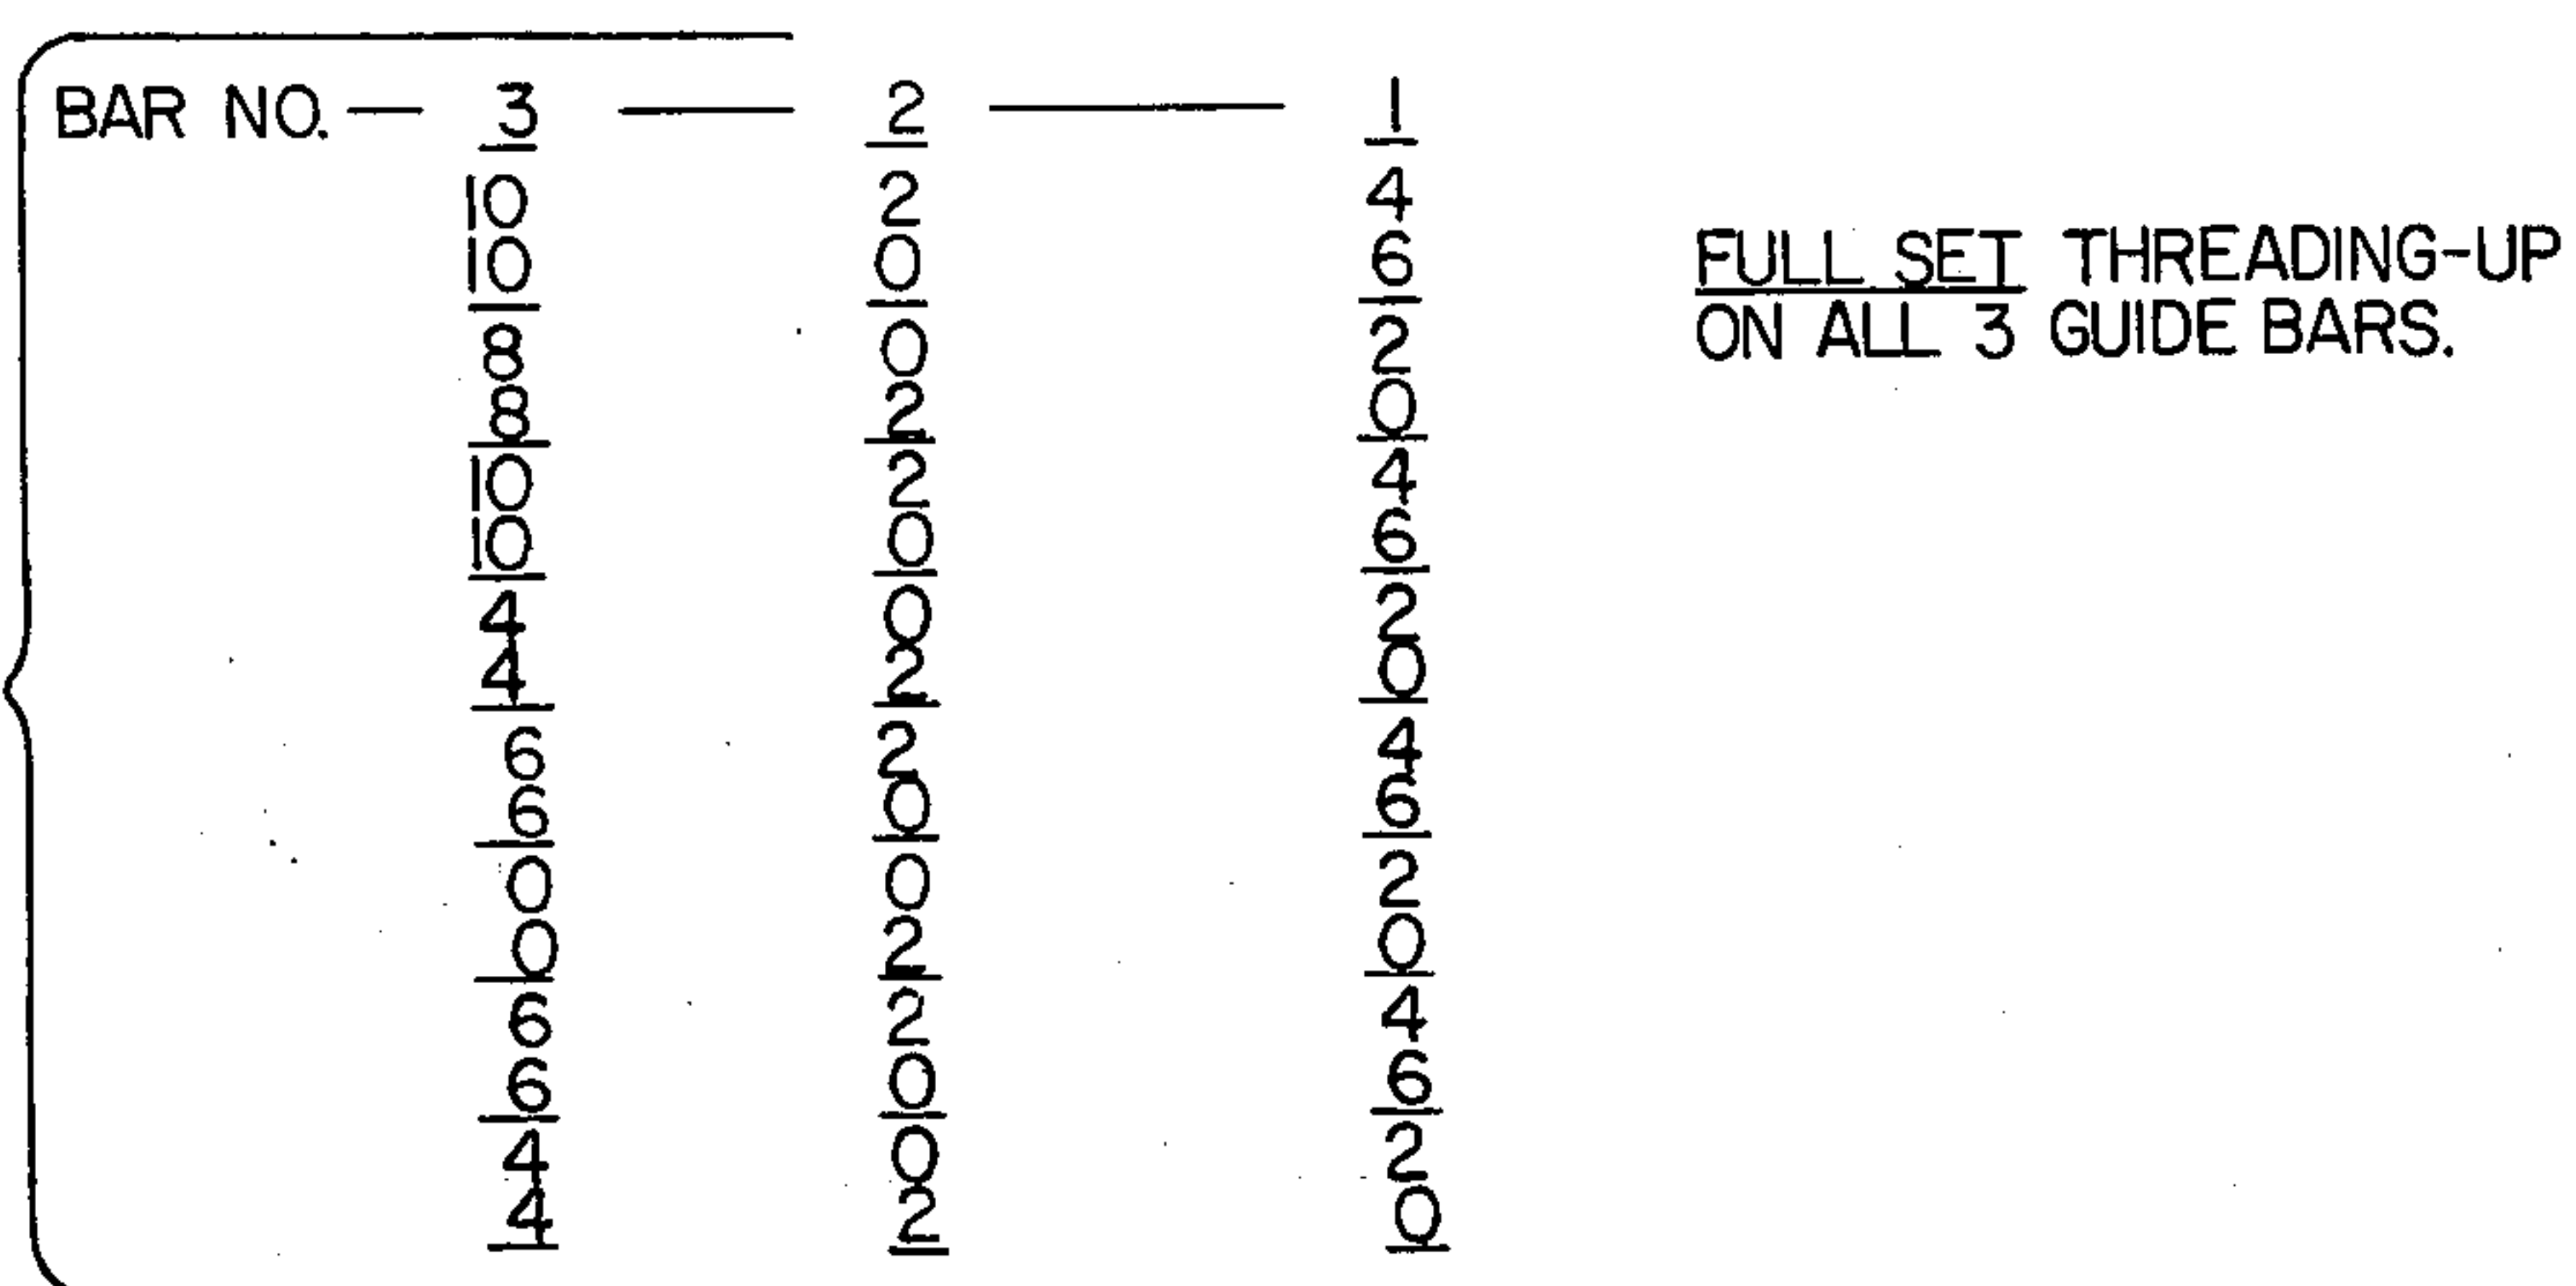 BAR NO. — 3 — 2 — 1
10 2 4
10 0 6
8 0 2
8 2 0
10 2 4
10 0 6
4 0 2
4 2 0
6 2 4
6 0 6
0 0 2
0 2 0
6 2 4
6 0 6
4 0 2
4 2 0
FULL SET THREADING-UP
ON ALL 3 GUIDE BARS.